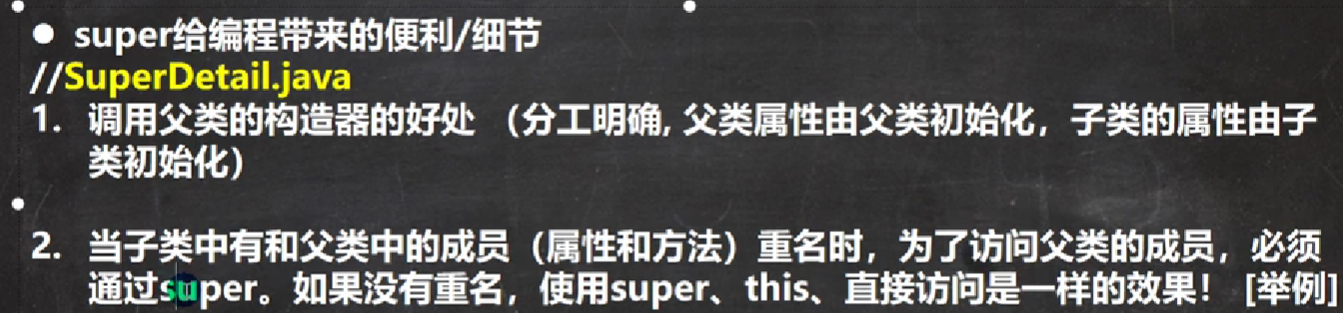 ● super给编程带来的便利/细节
//SuperDetail.java
1. 调用父类的构造器的好处 （分工明确, 父类属性由父类初始化，子类的属性由子
类初始化）
2. 当子类中有和父类中的成员（属性和方法）重名时，为了访问父类的成员，必须
通过super。如果没有重名，使用super、this、直接访问是一样的效果！ [举例]